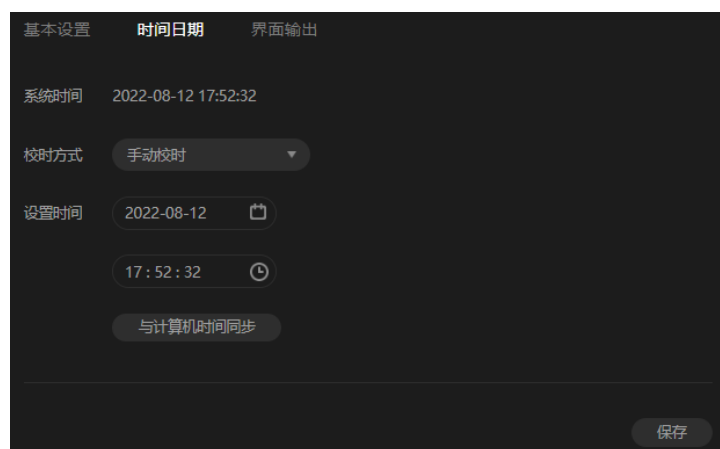 基本设置 时间日期 界面输出
系统时间 2022-08-12 17:52:32
校时方式 手动校时
设置时间 2022-08-12
17 : 52 : 32
与计算机时间同步
保存